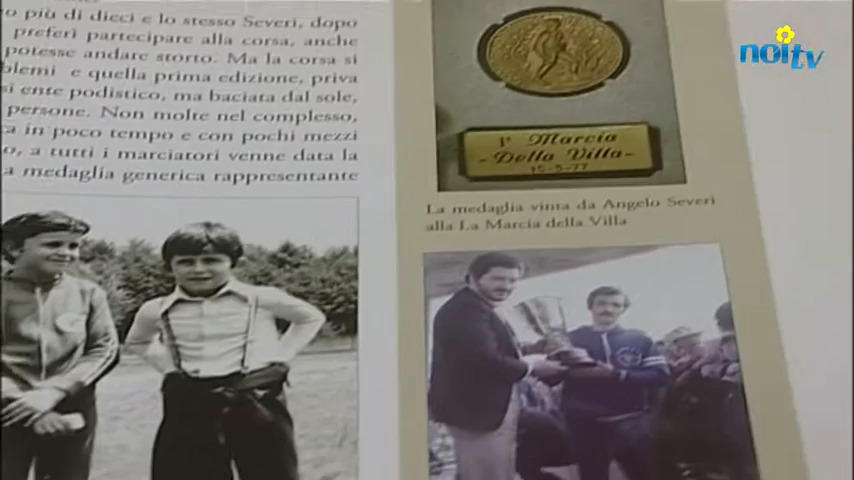 più di dieci e lo stesso Severi, dopo
preferì partecipare alla corsa, anche
potesse andare storto. Ma la corsa si
e quella prima edizione, priva
ente podistico, ma baciata dal sole,
persone. Non molte nel complesso,
in poco tempo e con pochi mezzi
a tutti i marciatori venne data la
medaglia generica rappresentante
1ª Marcia
-Della Villa-
15-5-77
La medaglia vinta da Angelo Severi
alla La Marcia della Villa
noitv